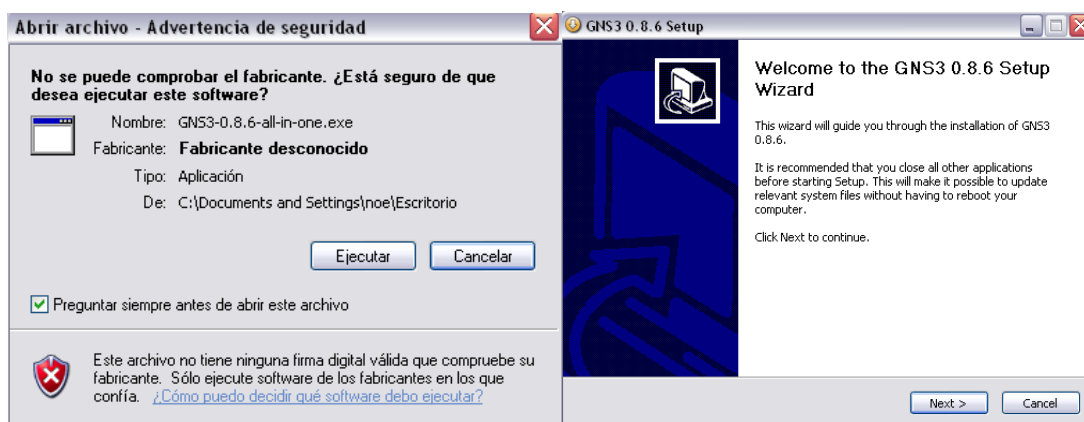 Abrir archivo - Advertencia de seguridad
No se puede comprobar el fabricante. ¿Está seguro de que
desea ejecutar este software?
Nombre: GNS3-0.8.6-all-in-one.exe
Fabricante: Fabricante desconocido
Tipo: Aplicación
De: C:\Documents and Settings\noe\Escritorio
Ejecutar Cancelar
Preguntar siempre antes de abrir este archivo
Este archivo no tiene ninguna firma digital válida que compruebe su
fabricante. Sólo ejecute software de los fabricantes en los que
confía. ¿Cómo puedo decidir qué software debo ejecutar?
GNS3 0.8.6 Setup
Welcome to the GNS3 0.8.6 Setup
Wizard
This wizard will guide you through the installation of GNS3
0.8.6.
It is recommended that you close all other applications
before starting Setup. This will make it possible to update
relevant system files without having to reboot your
computer.
Click Next to continue.
Next > Cancel